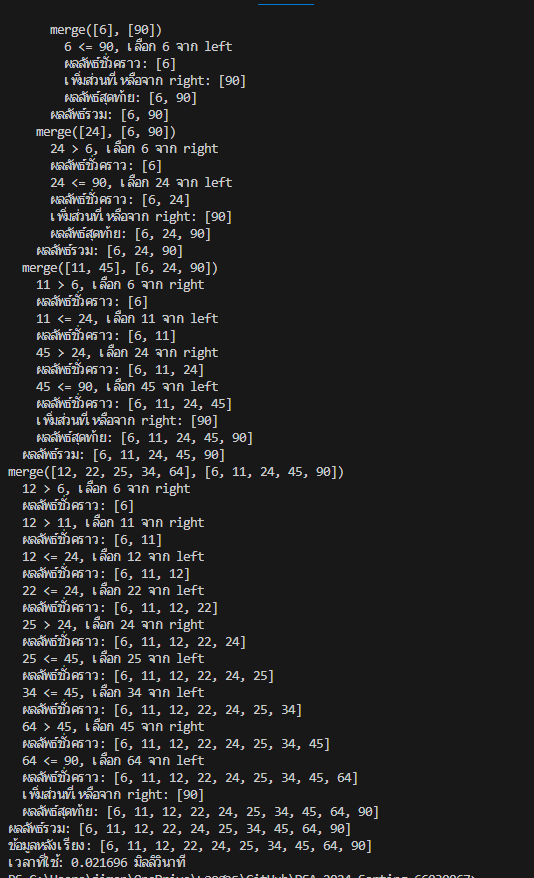 merge([6], [90])
6 <= 90, เลือก 6 จาก left
ผลลัพธ์ชั่วคราว: [6]
เพิ่มส่วนที่เหลือจาก right: [90]
ผลลัพธ์สุดท้าย: [6, 90]
ผลลัพธ์รวม: [6, 90]
merge([24], [6, 90])
24 > 6, เลือก 6 จาก right
ผลลัพธ์ชั่วคราว: [6]
24 <= 90, เลือก 24 จาก left
ผลลัพธ์ชั่วคราว: [6, 24]
เพิ่มส่วนที่เหลือจาก right: [90]
ผลลัพธ์สุดท้าย: [6, 24, 90]
ผลลัพธ์รวม: [6, 24, 90]
merge([11, 45], [6, 24, 90])
11 > 6, เลือก 6 จาก right
ผลลัพธ์ชั่วคราว: [6]
11 <= 24, เลือก 11 จาก left
ผลลัพธ์ชั่วคราว: [6, 11]
45 > 24, เลือก 24 จาก right
ผลลัพธ์ชั่วคราว: [6, 11, 24]
45 <= 90, เลือก 45 จาก left
ผลลัพธ์ชั่วคราว: [6, 11, 24, 45]
เพิ่มส่วนที่เหลือจาก right: [90]
ผลลัพธ์สุดท้าย: [6, 11, 24, 45, 90]
ผลลัพธ์รวม: [6, 11, 24, 45, 90]
merge([12, 22, 25, 34, 64], [6, 11, 24, 45, 90])
12 > 6, เลือก 6 จาก right
ผลลัพธ์ชั่วคราว: [6]
12 > 11, เลือก 11 จาก right
ผลลัพธ์ชั่วคราว: [6, 11]
12 <= 24, เลือก 12 จาก left
ผลลัพธ์ชั่วคราว: [6, 11, 12]
22 <= 24, เลือก 22 จาก left
ผลลัพธ์ชั่วคราว: [6, 11, 12, 22]
25 > 24, เลือก 24 จาก right
ผลลัพธ์ชั่วคราว: [6, 11, 12, 22, 24]
25 <= 45, เลือก 25 จาก left
ผลลัพธ์ชั่วคราว: [6, 11, 12, 22, 24, 25]
34 <= 45, เลือก 34 จาก left
ผลลัพธ์ชั่วคราว: [6, 11, 12, 22, 24, 25, 34]
64 > 45, เลือก 45 จาก right
ผลลัพธ์ชั่วคราว: [6, 11, 12, 22, 24, 25, 34, 45]
64 <= 90, เลือก 64 จาก left
ผลลัพธ์ชั่วคราว: [6, 11, 12, 22, 24, 25, 34, 45, 64]
เพิ่มส่วนที่เหลือจาก right: [90]
ผลลัพธ์สุดท้าย: [6, 11, 12, 22, 24, 25, 34, 45, 64, 90]
ผลลัพธ์รวม: [6, 11, 12, 22, 24, 25, 34, 45, 64, 90]
ข้อมูลหลังเรียง: [6, 11, 12, 22, 24, 25, 34, 45, 64, 90]
เวลาที่ใช้: 0.021696 มิลลิวินาที